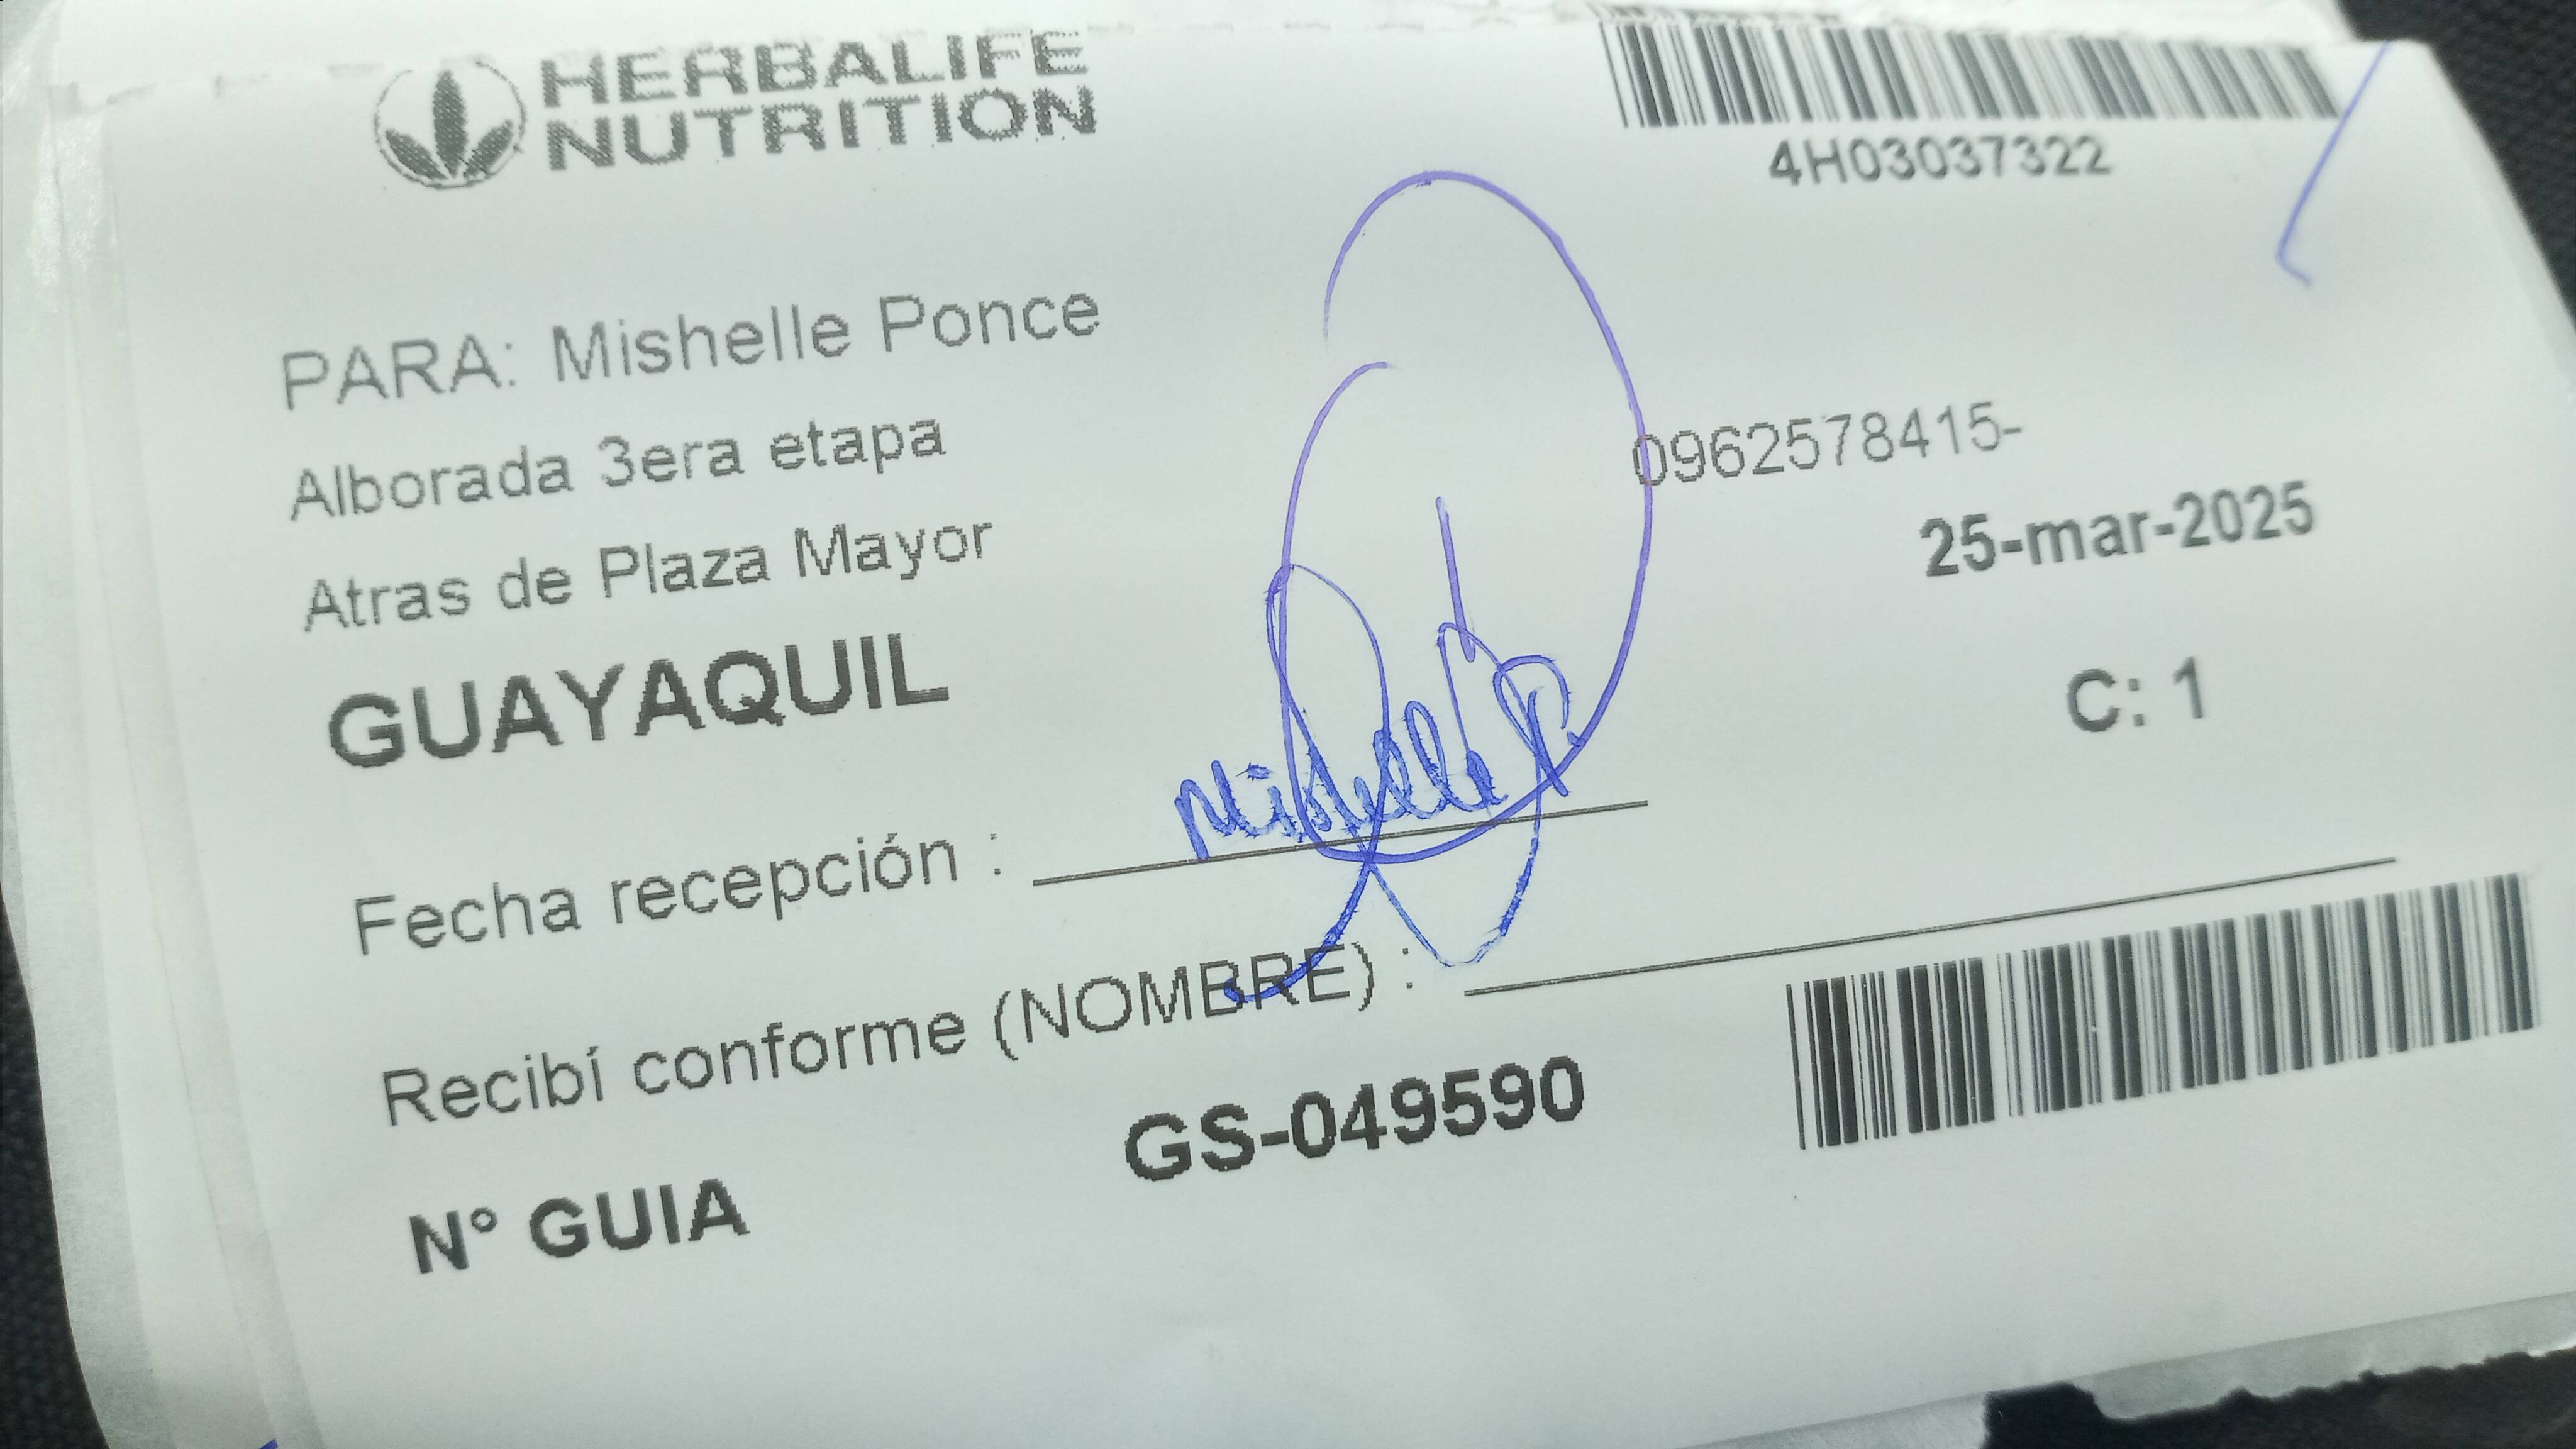 HERBALIFE
NUTRITION
4H03037322
PARA: Mishelle Ponce
Alborada 3era etapa
0962578415-
Atras de Plaza Mayor
25-mar-2025
GUAYAQUIL
C: 1
Fecha recepción : Mishelle P.
Recibí conforme (NOMBRE) :
N° GUIA GS-049590